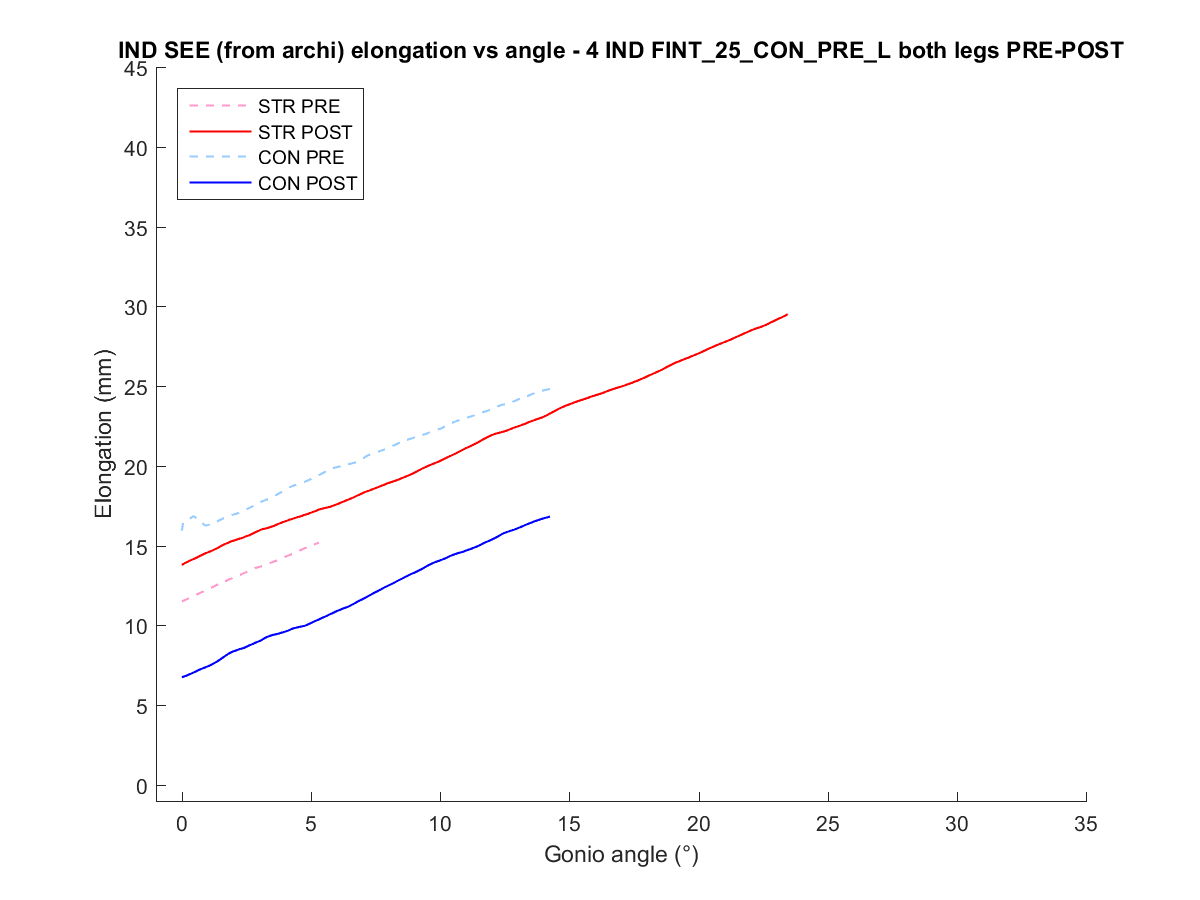 IND SEE (from archi) elongation vs angle - 4 IND FINT_25_CON_PRE_L both legs PRE-POST
45
40
35
30
25
20
15
10
5
0
Elongation (mm)
STR PRE
STR POST
CON PRE
CON POST
0 5 10 15 20 25 30 35
Gonio angle (°)